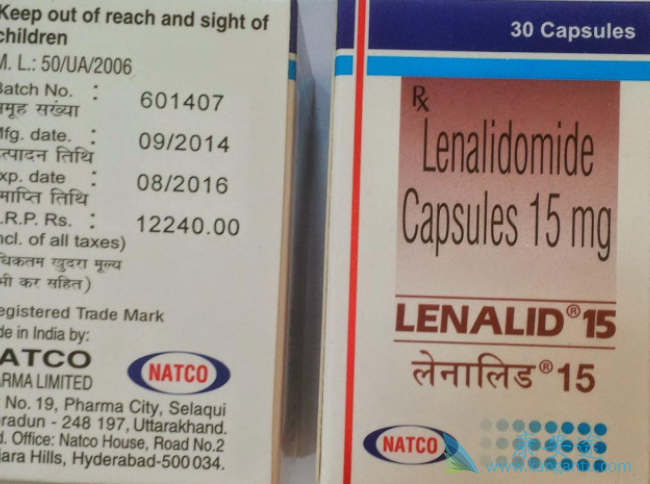 Keep out of reach and sight of
children
M. L.: 50/UA/2006
Batch No. : 601407
समूह संख्या
Mfg. date. : 09/2014
उत्पादन तिथि
Exp. date : 08/2016
समाप्ति तिथि
M.R.P. Rs. : 12240.00
(Incl. of all taxes)
अधिकतम खुदरा मूल्य
सभी कर सहित)
Registered Trade Mark
Made in India by:
NATCO
PHARMA LIMITED
NATCO
No. 19, Pharma City, Selaqui
Dehradun - 248 197, Uttarakhand.
Office: Natco House, Road No.2
Banjara Hills, Hyderabad-500 034.
30 Capsules
Rx
Lenalidomide
Capsules 15 mg
LENALID® 15
लेनालिड® 15
NATCO